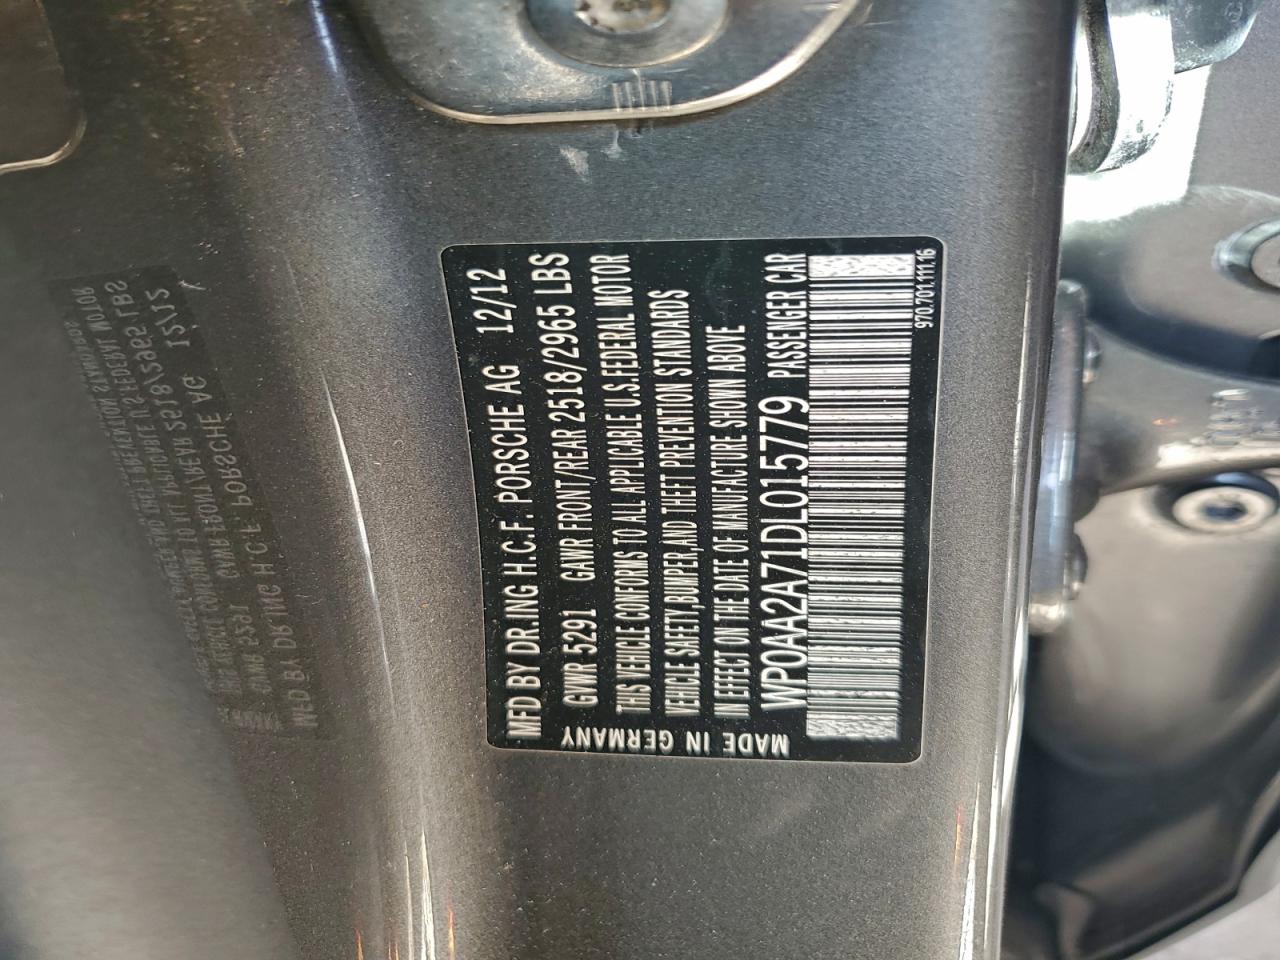 MFD BY DR.ING H.C.F. PORSCHE AG 12/12
GVWR 5291 GAWR FRONT/REAR 2518/2965 LBS
THIS VEHICLE CONFORMS TO ALL APPLICABLE U.S.FEDERAL MOTOR
VEHICLE SAFETY,BUMPER,AND THEFT PREVENTION STANDARDS
IN EFFECT ON THE DATE OF MANUFACTURE SHOWN ABOVE
WP0AA2A71DL015779 PASSENGER CAR
MADE IN GERMANY
970.701.111.16